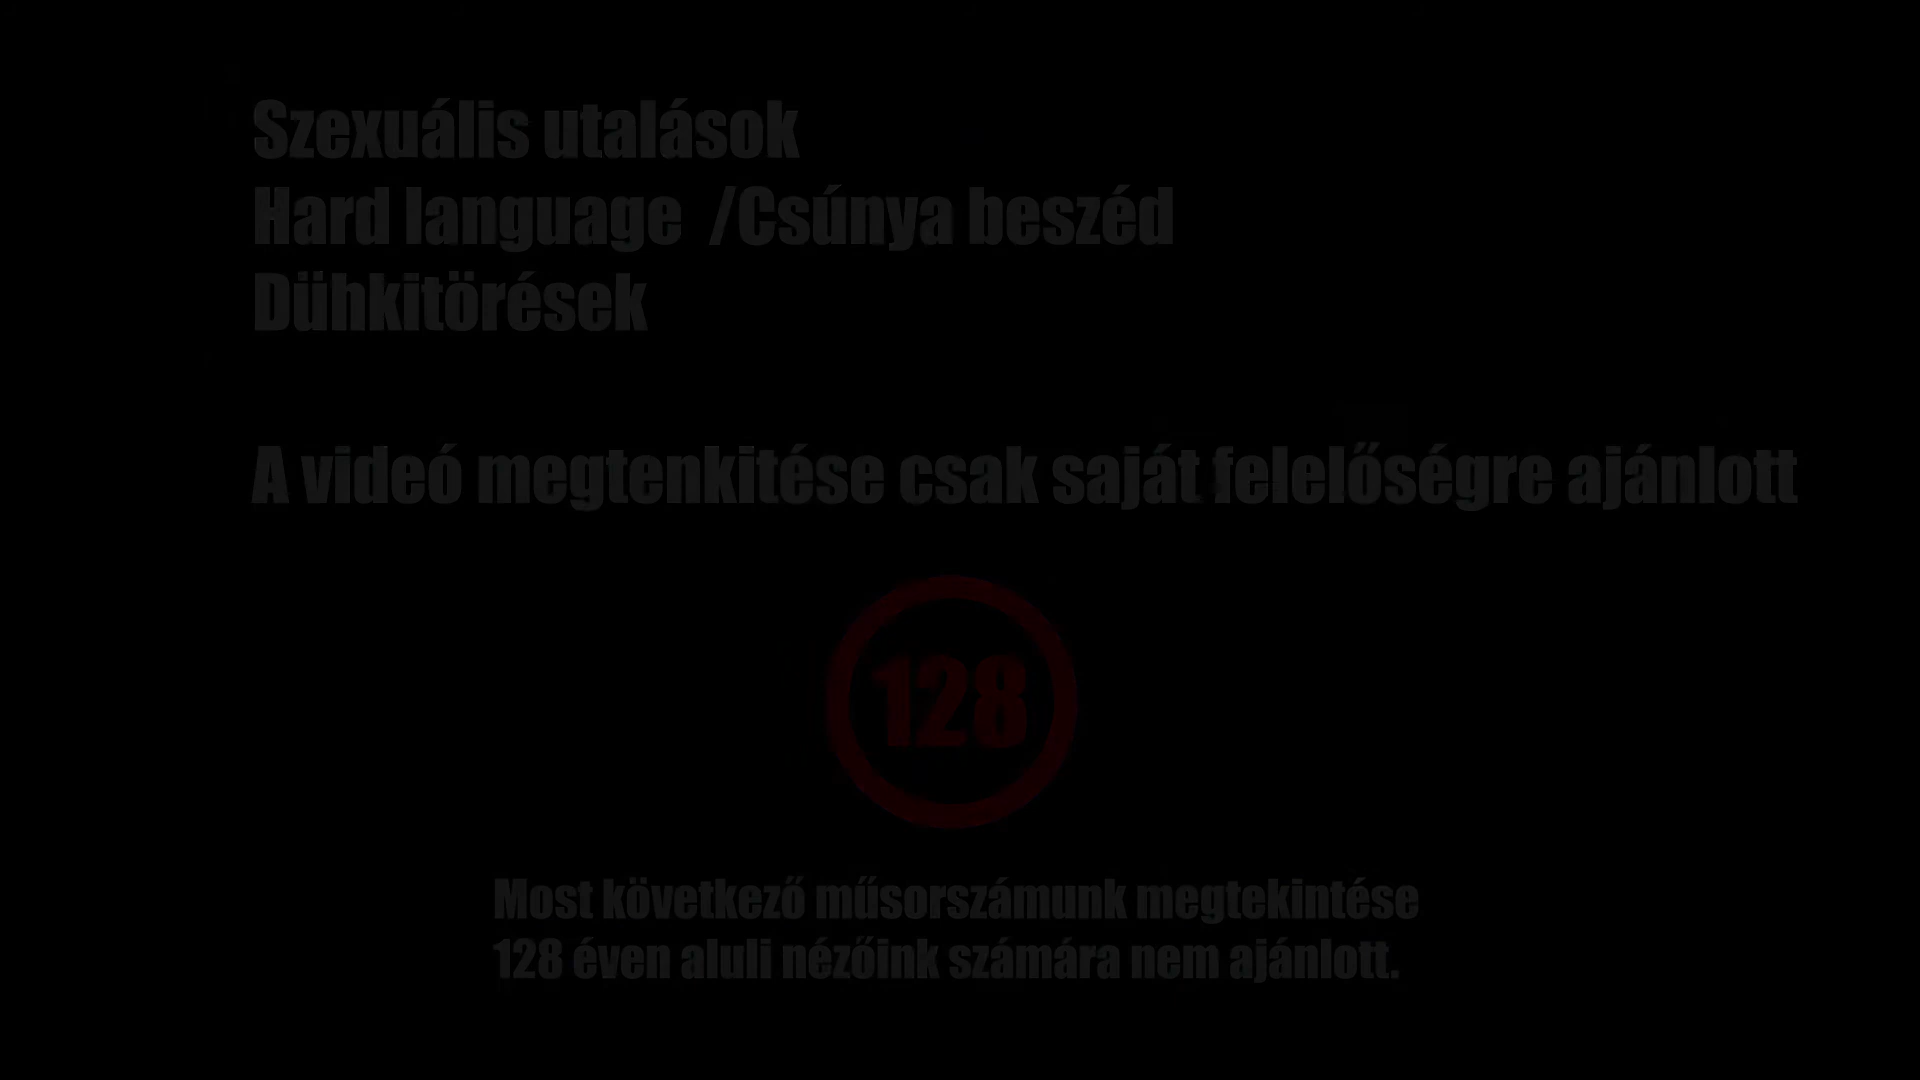 Szexuális utalások
Hard language /Csúnya beszéd
Dühkitörések
A videó megtenkitése csak saját felelőségre ajánlott
128
Most következő műsorszámunk megtekintése
128 éven aluli nézőink számára nem ajánlott.